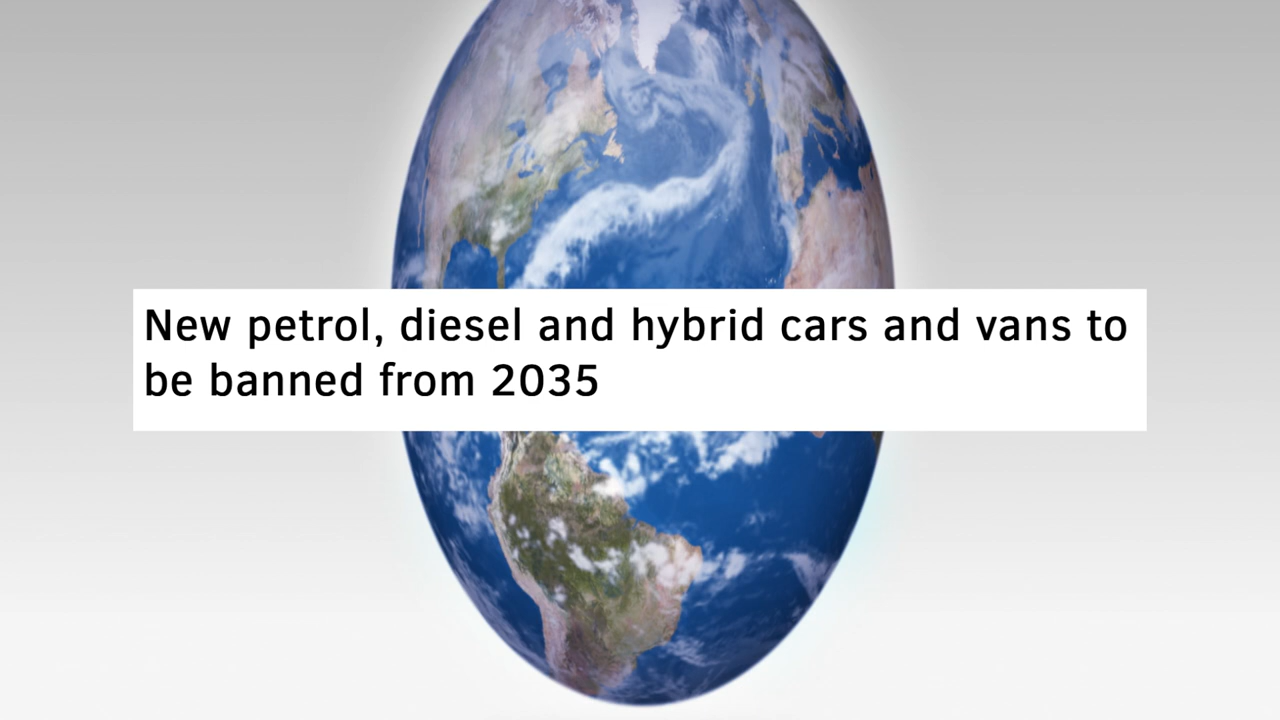 New petrol, diesel and hybrid cars and vans to
be banned from 2035